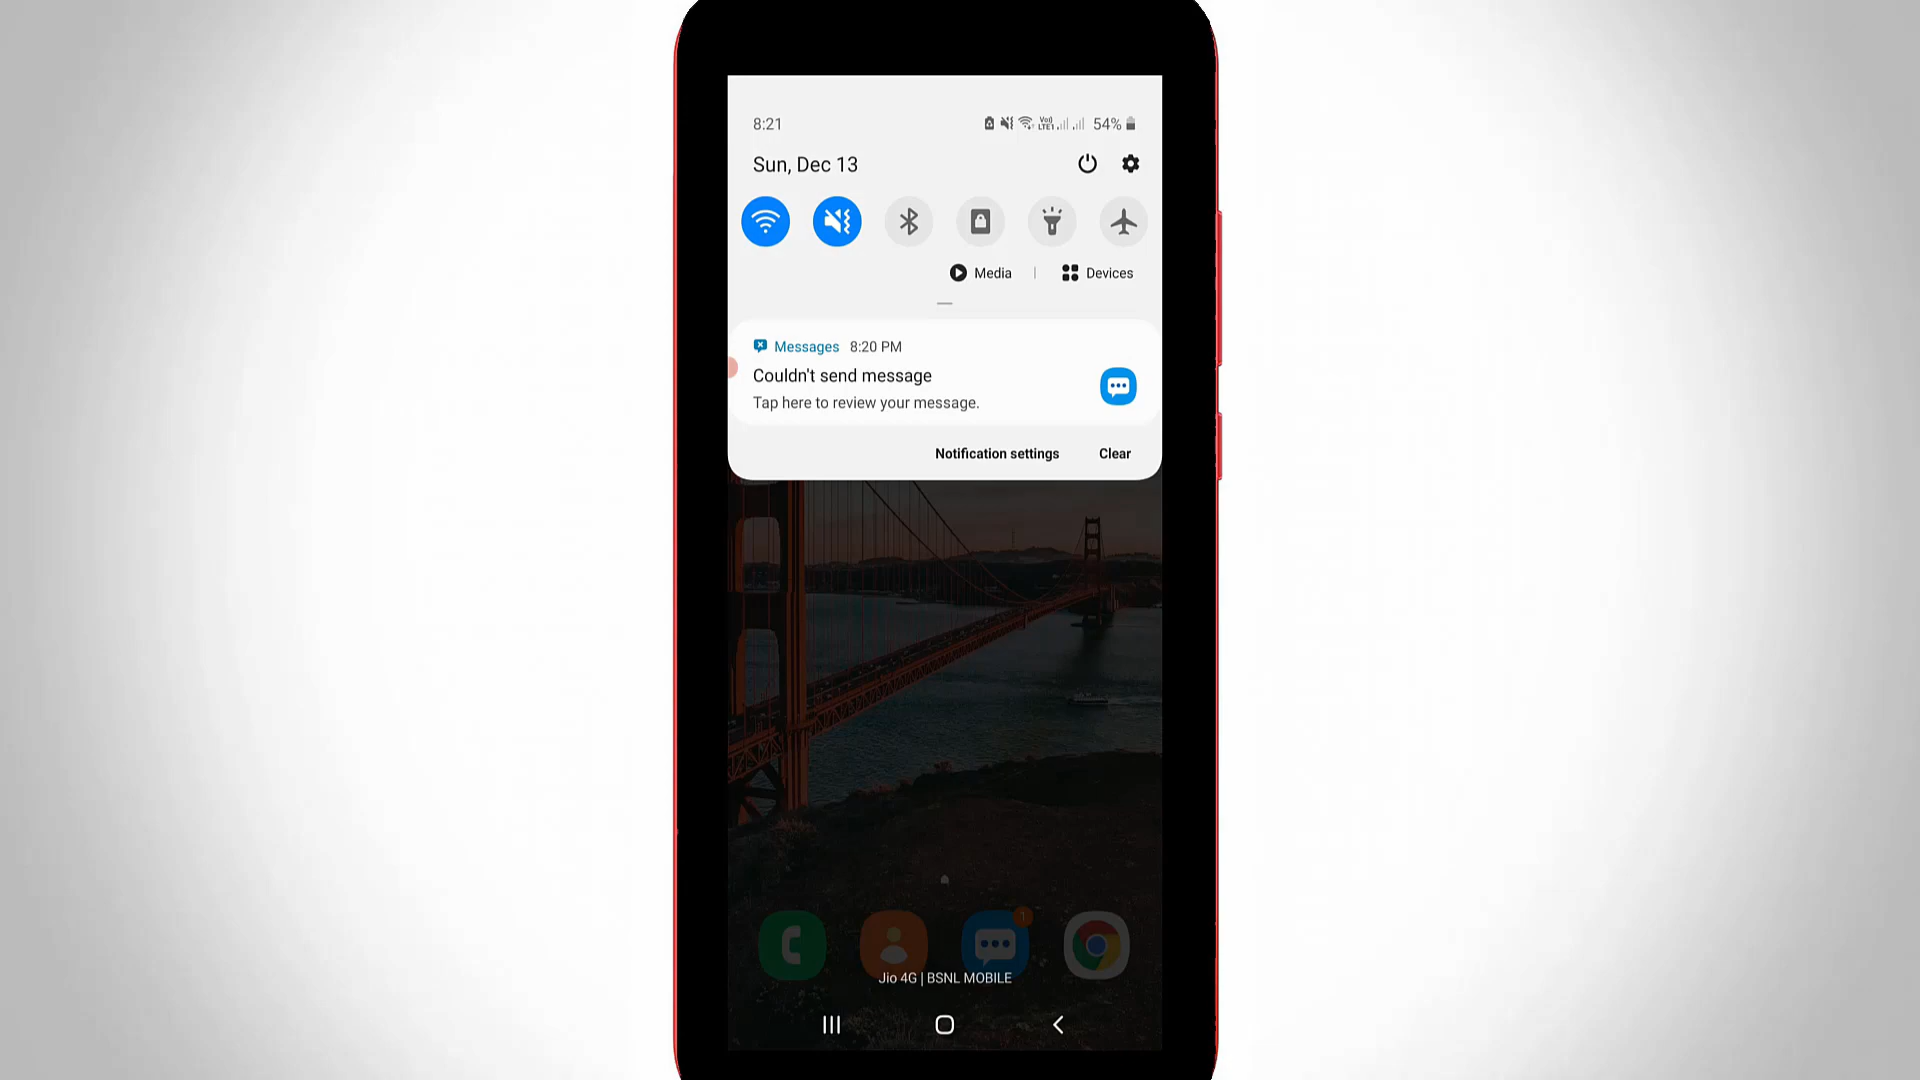 8:21 54%
Sun, Dec 13
Media | Devices
Messages 8:20 PM
Couldn't send message
Tap here to review your message.
Notification settings Clear
1
Jio 4G | BSNL MOBILE